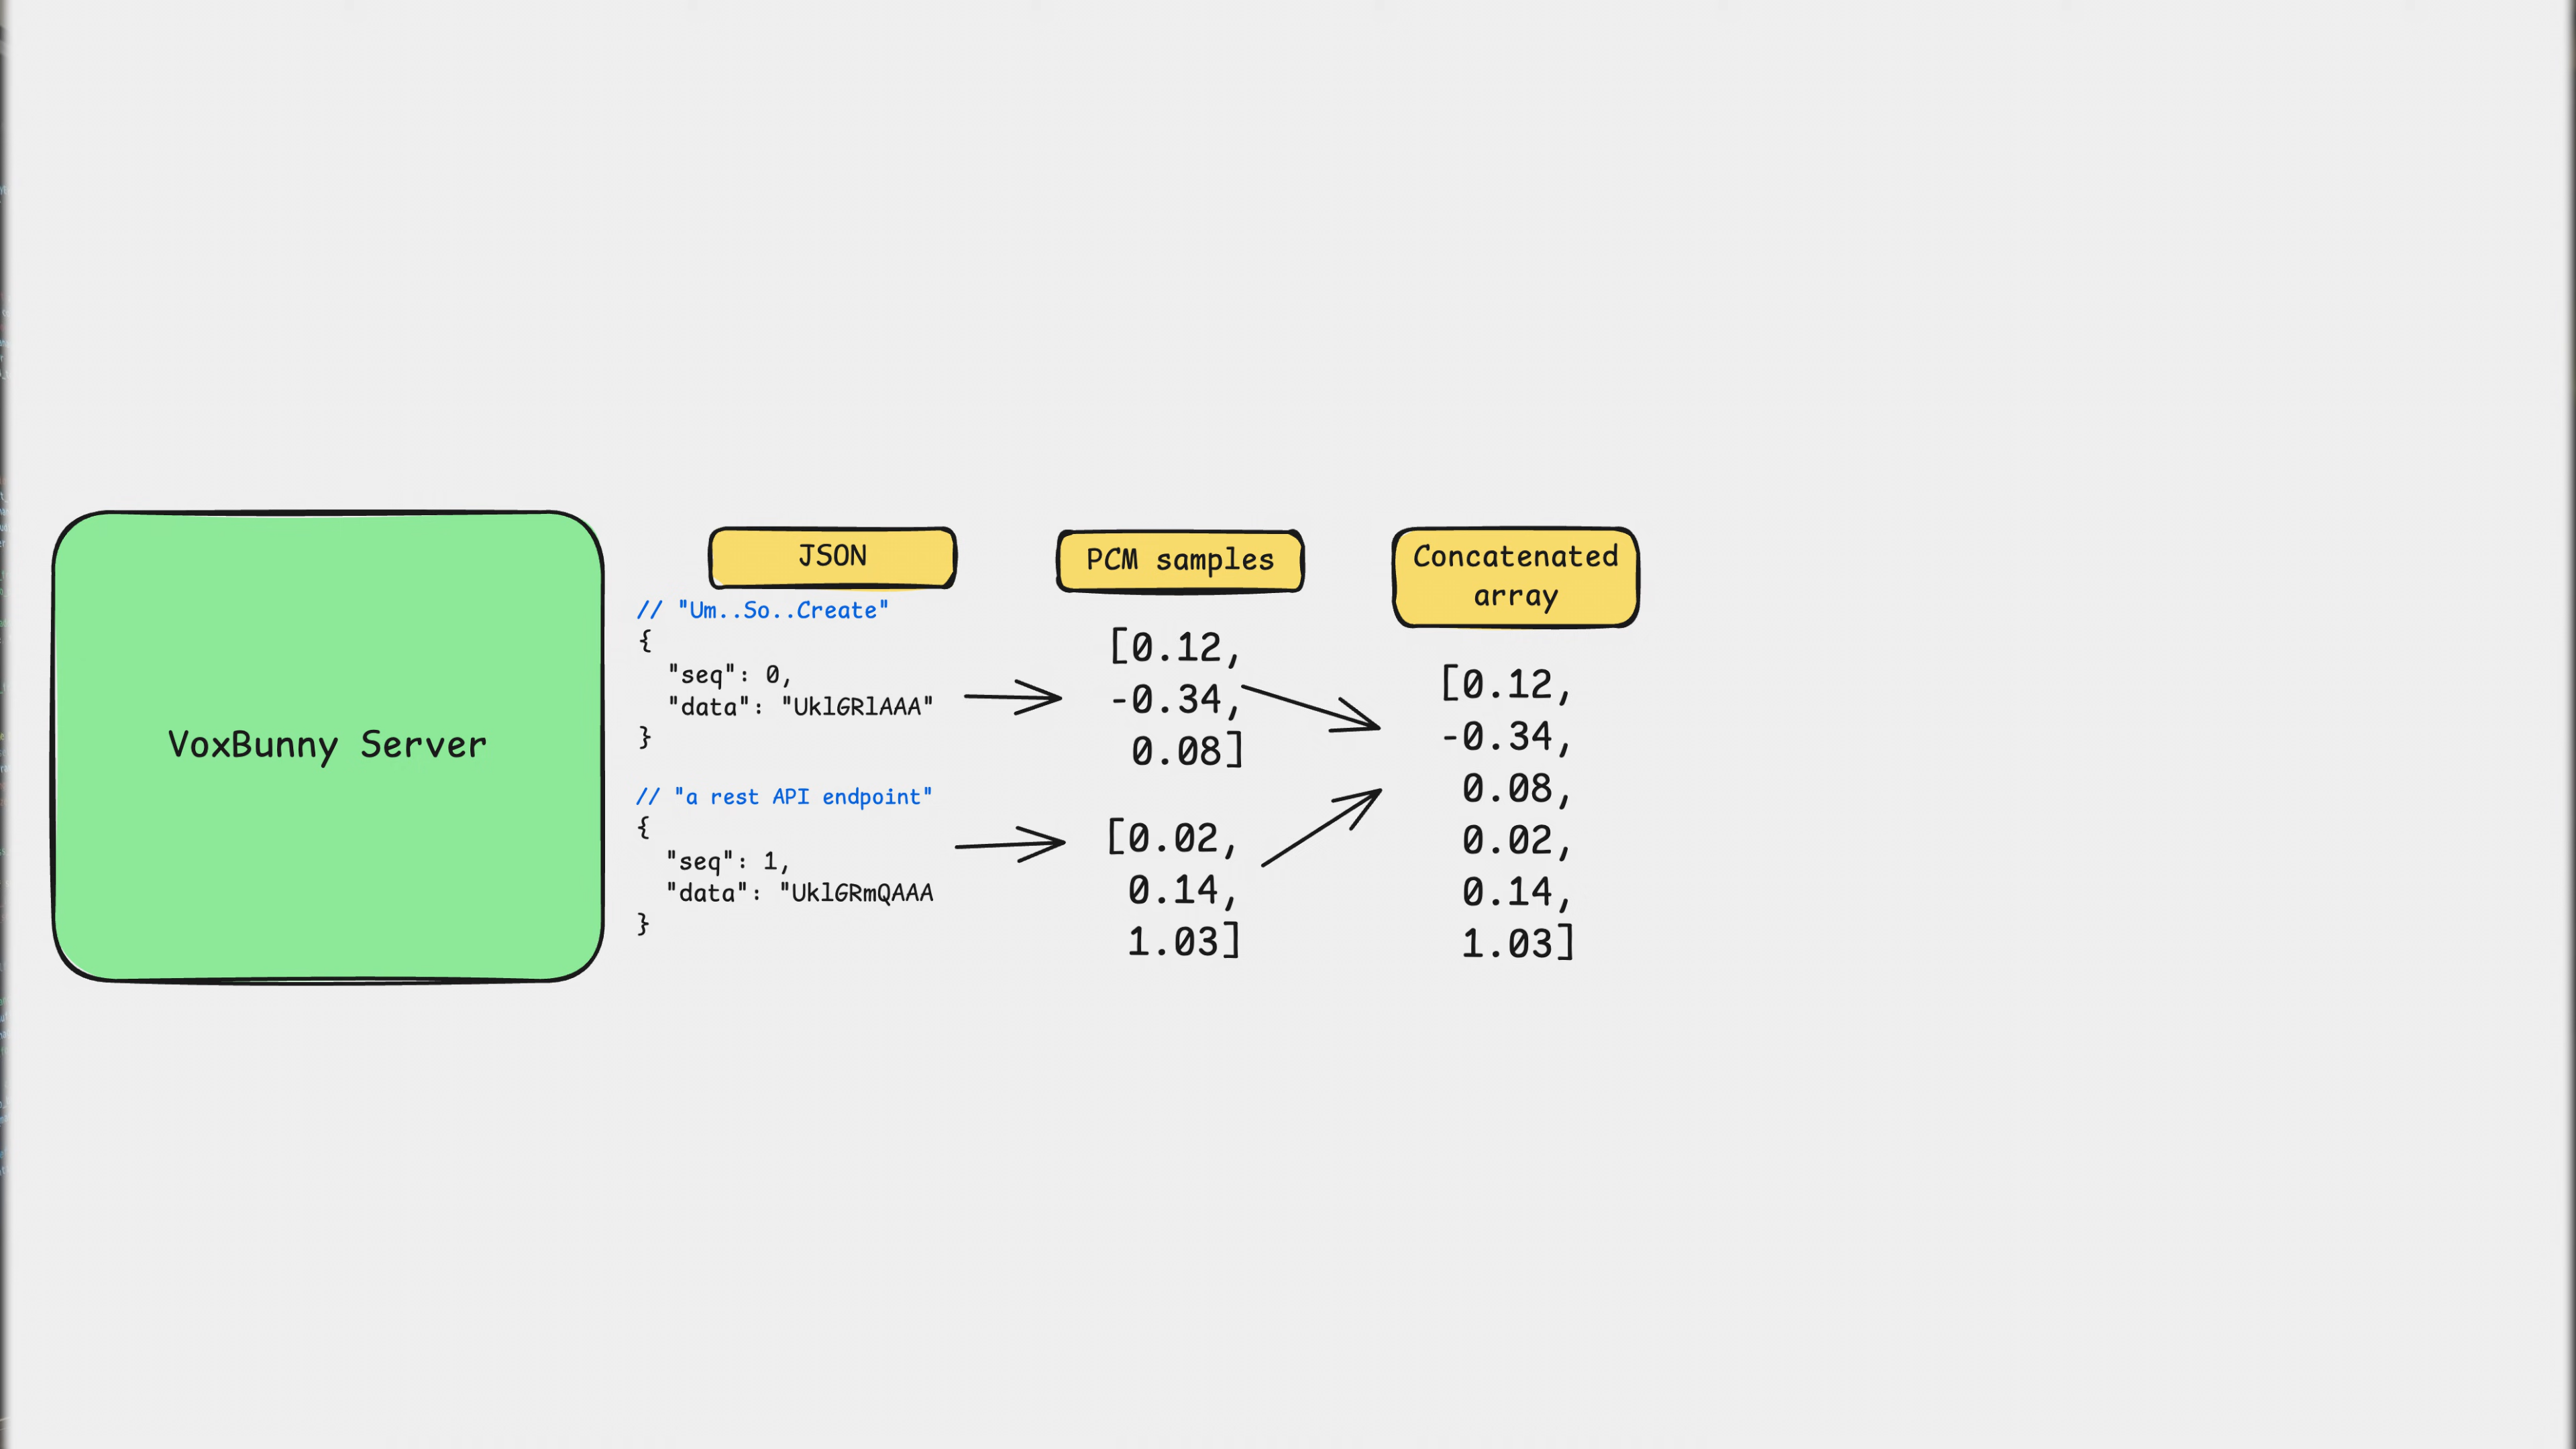 VoxBunny Server
JSON
// "Um..So..Create"
{
"seq": 0,
"data": "UklGRlAAA"
}
// "a rest API endpoint"
{
"seq": 1,
"data": "UklGRmQAAA
}
PCM samples
[0.12,
-0.34,
0.08]
[0.02,
0.14,
1.03]
Concatenated
array
[0.12,
-0.34,
0.08,
0.02,
0.14,
1.03]